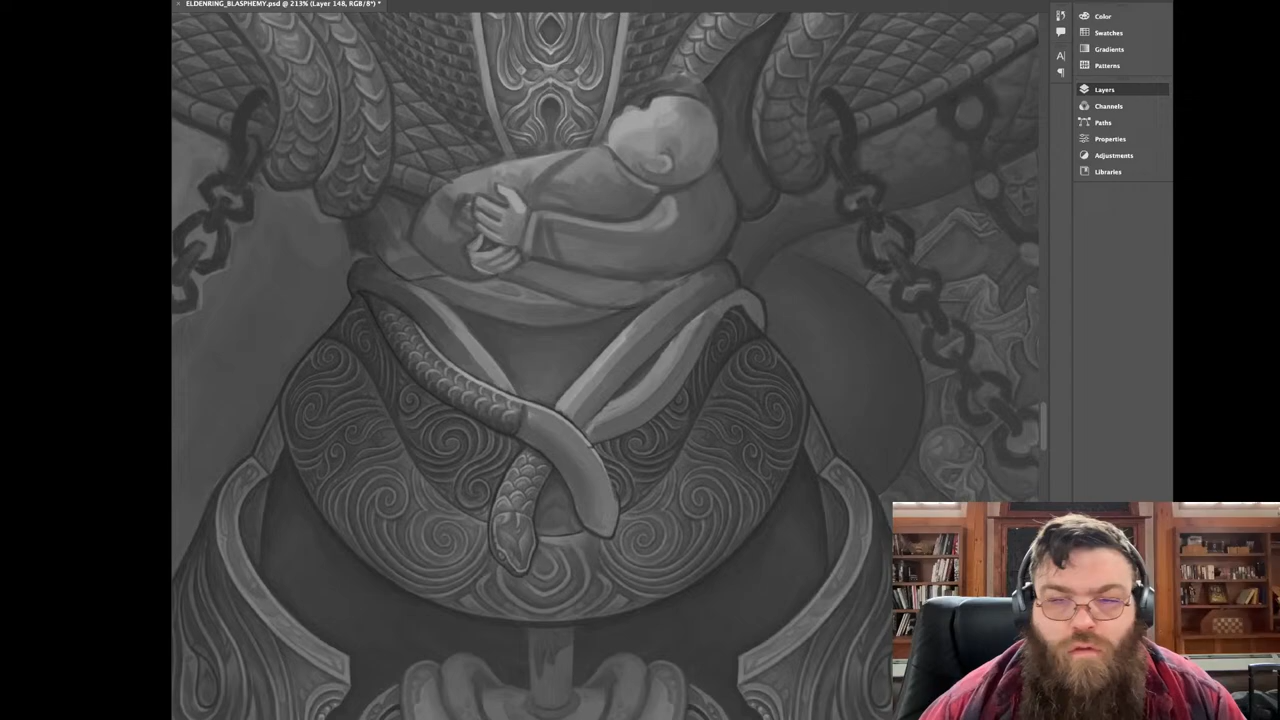 × ELDENRING_BLASPHEMY.psd @ 213% (Layer 148, RGB/8*) *
Color
Swatches
Gradients
Patterns
Layers
Channels
Paths
Properties
Adjustments
Libraries